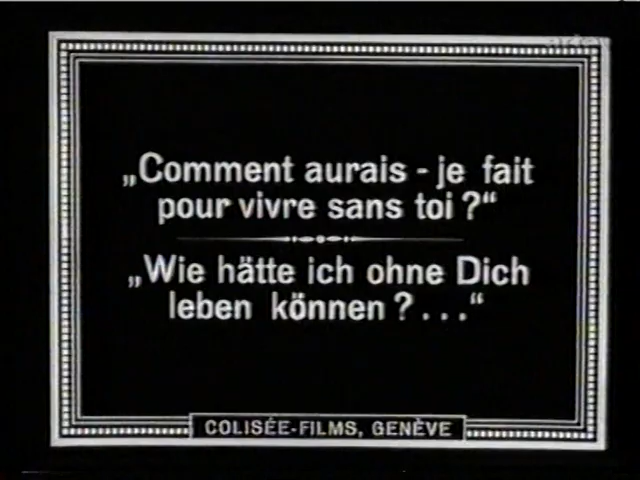 „Comment aurais - je fait
pour vivre sans toi ?“
„Wie hätte ich ohne Dich
leben können ? . . .“
COLISÉE-FILMS, GENÈVE